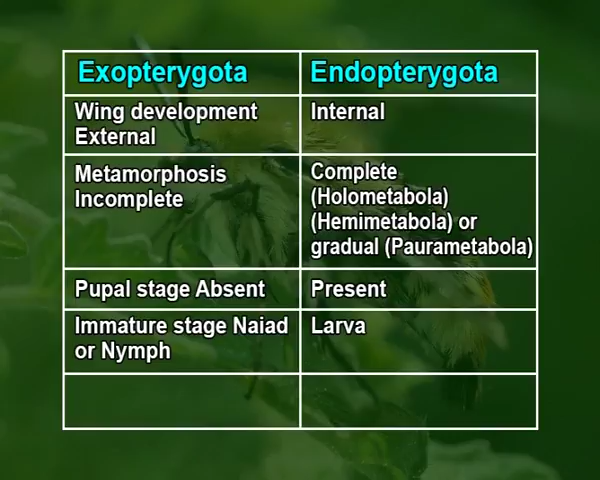 Exopterygota
Endopterygota
Wing development
External
Internal
Metamorphosis
Incomplete
Complete
(Holometabola)
(Hemimetabola) or
gradual (Paurametabola)
Pupal stage Absent
Present
Immature stage Naiad
or Nymph
Larva